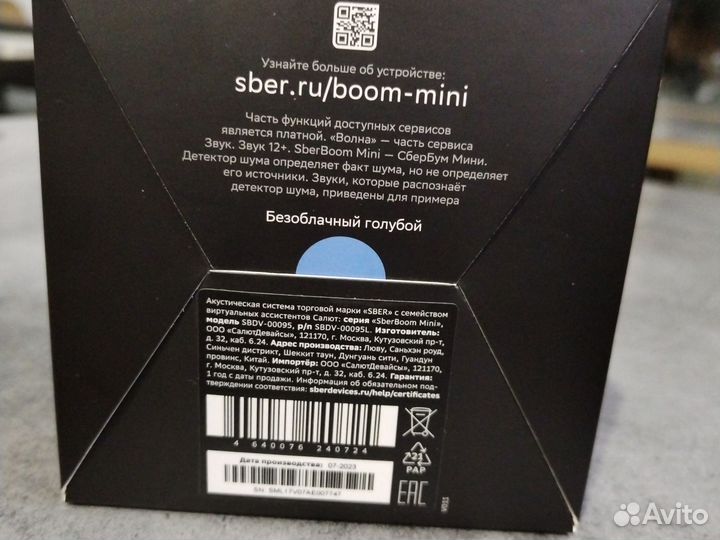 Узнайте больше об устройстве:
sber.ru/boom-mini
Часть функций доступных сервисов
является платной. «Волна» — часть сервиса
Звук. Звук 12+. SberBoom Mini — СберБум Мини.
Детектор шума определяет факт шума, но не определяет
его источники. Звуки, которые распознаёт
детектор шума, приведены для примера
Безоблачный голубой
Акустическая система торговой марки «SBER» с семейством
виртуальных ассистентов Салют: серия «SberBoom Mini»,
модель SBDV-00095, p/n SBDV-00095L. Изготовитель:
ООО «СалютДевайсы», 121170, г. Москва, Кутузовский пр-т,
д. 32, каб. 6.24. Адрес производства: Люву, Саньхэн роуд,
Синьчен дистрикт, Шеккит таун, Дунгуань сити, Гуандун
провинс, Китай. Импортёр: ООО «СалютДевайсы», 121170,
г. Москва, Кутузовский пр-т, д. 32, каб. 6.24. Гарантия:
1 год с даты продажи. Информация об обязательном под-
тверждении соответствия: sberdevices.ru/help/certificates
4 640076 240724
Дата производства: 07-2023
SN: SML17V07AE007747
21
PAP
EAC
Avito